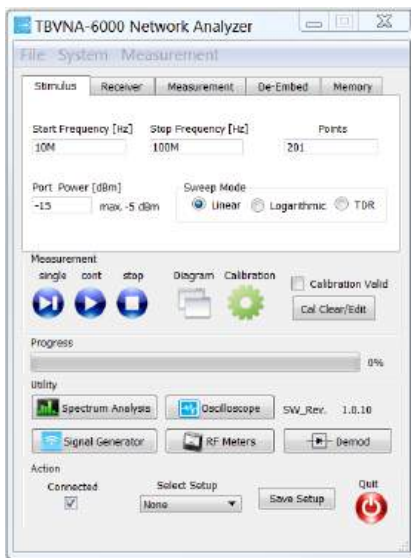 TBVNA-6000 Network Analyzer
File System Measurement
Stimulus Receiver Measurement De-Embed Memory
Start Frequency [Hz] Stop Frequency [Hz] Points
10M 100M 201
Port Power [dBm] Sweep Mode
-15 max. -5 dBm Linear Logarithmic TDR
Measurement
single cont stop Diagram Calibration Calibration Valid
Cal Clear/Edit
Progress
0%
Utility
Spectrum Analysis Oscilloscope SW_Rev. 1.0.10
Signal Generator RF Meters Demod
Action
Connected Select Setup Quit
None Save Setup